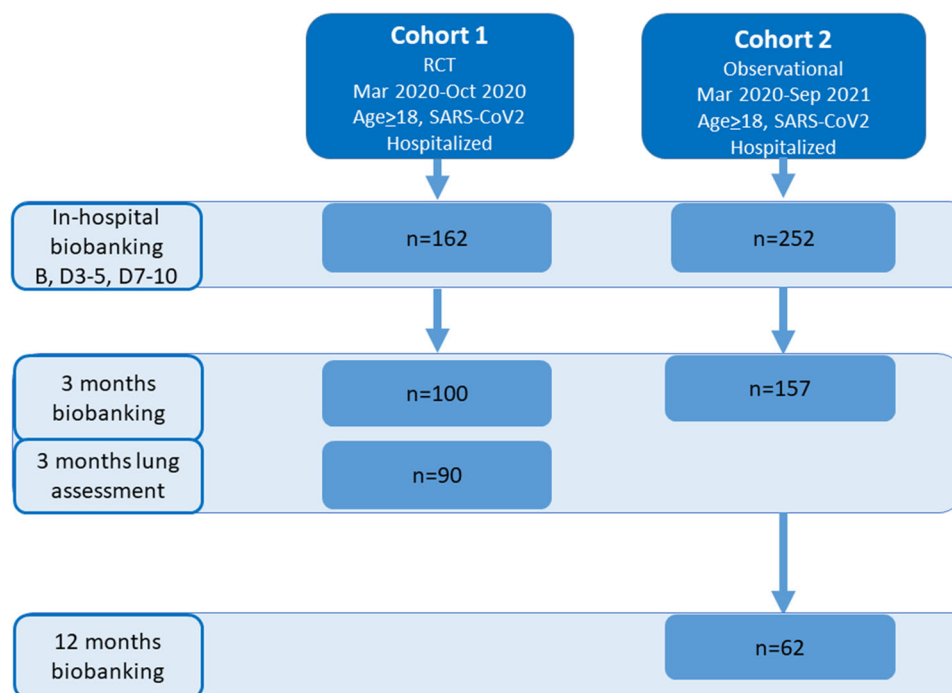 Cohort 1
RCT
Mar 2020-Oct 2020
Age≥18, SARS-CoV2
Hospitalized
Cohort 2
Observational
Mar 2020-Sep 2021
Age≥18, SARS-CoV2
Hospitalized
In-hospital
biobanking
B, D3-5, D7-10
n=162
n=252
3 months
biobanking
n=100
n=157
3 months lung
assessment
n=90
12 months
biobanking
n=62